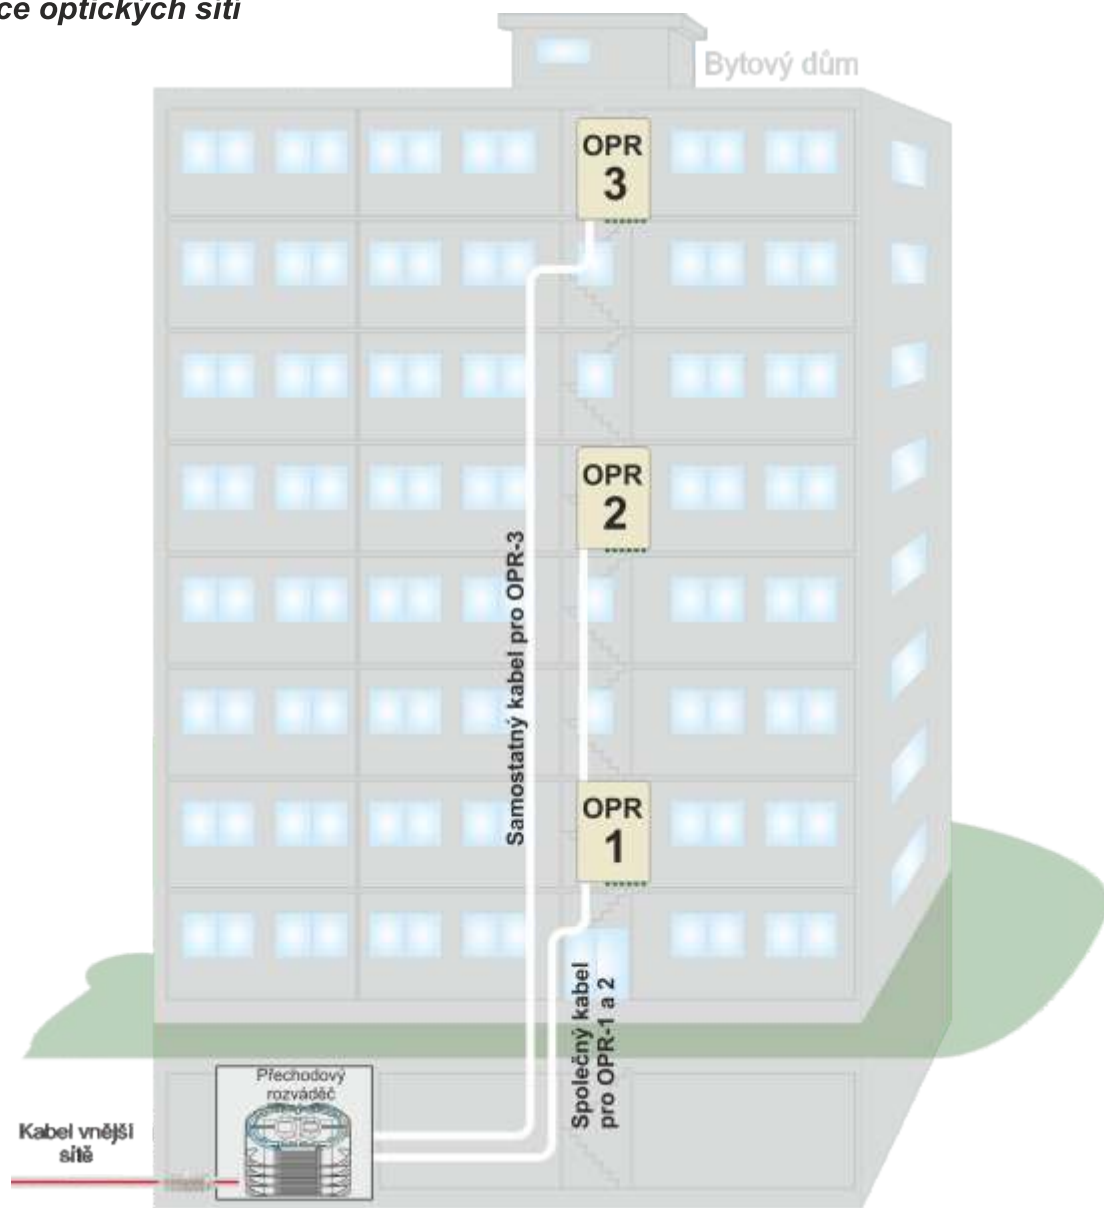 ce optických sítí
Bytový dům
OPR
3
OPR
2
Samostatný kabel pro OPR-3
OPR
1
Společný kabel
pro OPR-1 a 2
Přechodový
rozváděč
Kabel vnější
sítě